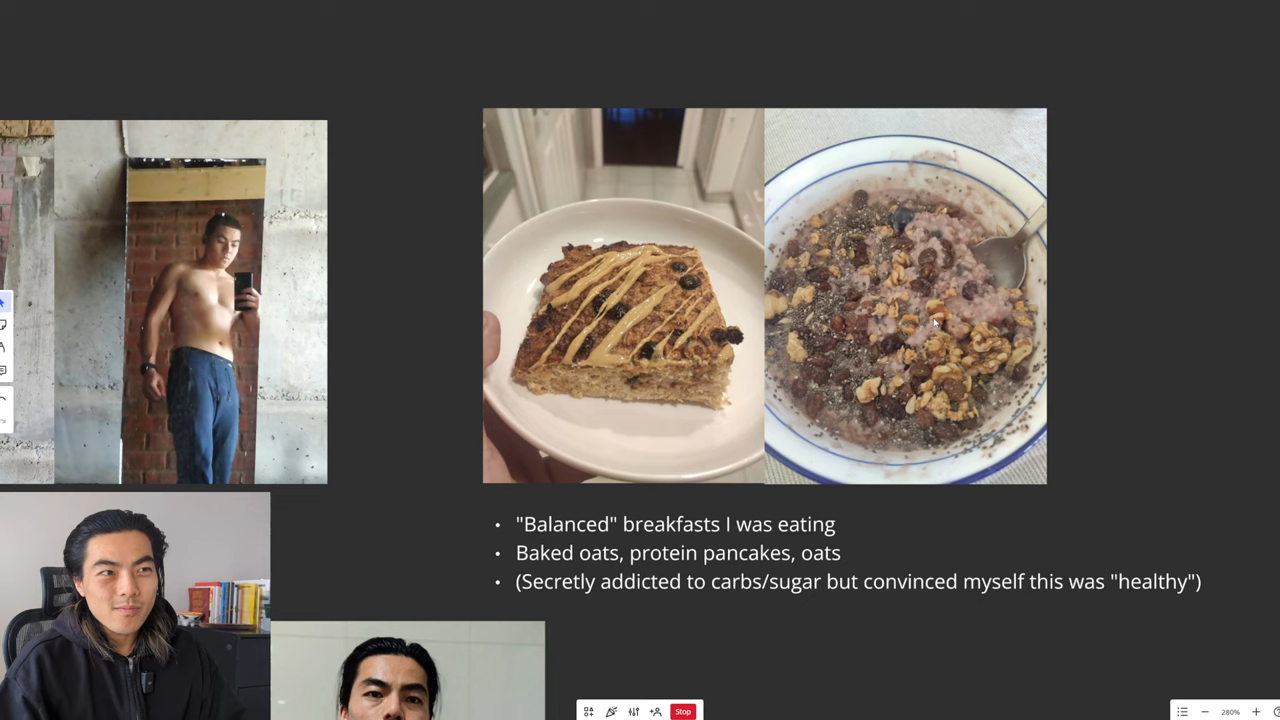 • "Balanced" breakfasts I was eating
• Baked oats, protein pancakes, oats
• (Secretly addicted to carbs/sugar but convinced myself this was "healthy")
Stop
280%